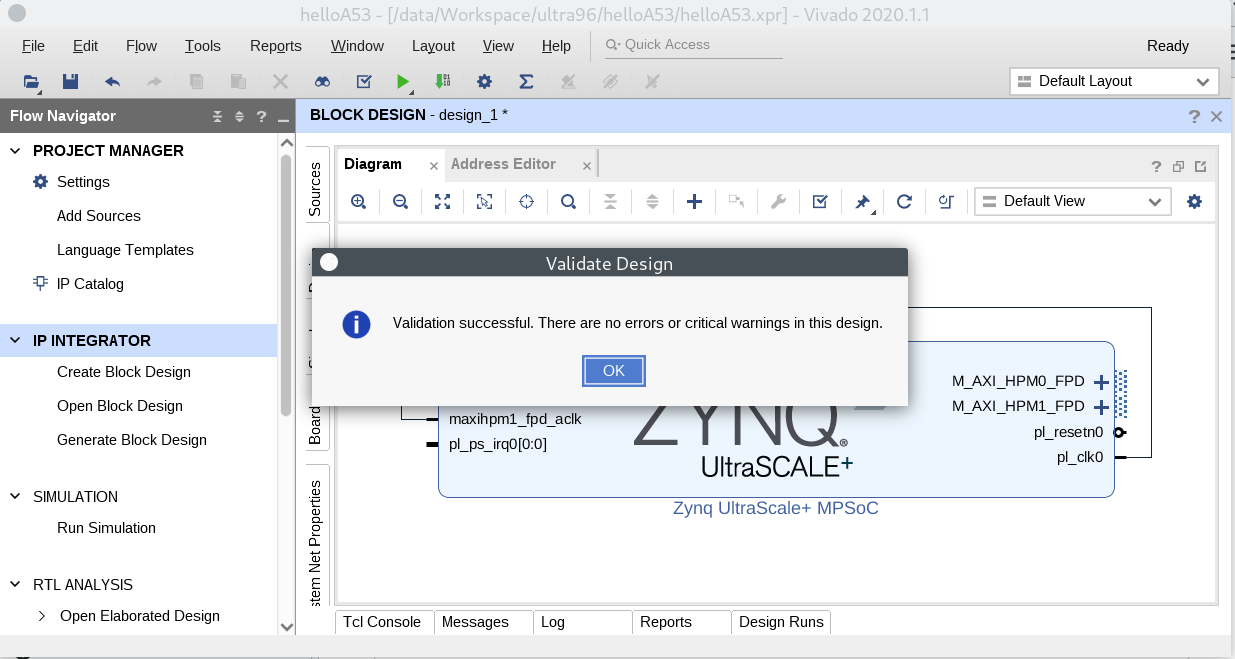 helloA53 - [/data/Workspace/ultra96/helloA53/helloA53.xpr] - Vivado 2020.1.1
File Edit Flow Tools Reports Window Layout View Help Quick Access Ready
Default Layout
Flow Navigator
PROJECT MANAGER
Settings
Add Sources
Language Templates
IP Catalog
IP INTEGRATOR
Create Block Design
Open Block Design
Generate Block Design
SIMULATION
Run Simulation
RTL ANALYSIS
Open Elaborated Design
BLOCK DESIGN - design_1 *
Sources
Board
stem Net Properties
Diagram
Address Editor
Default View
Validate Design
Validation successful. There are no errors or critical warnings in this design.
OK
maxihpm1_fpd_aclk
pl_ps_irq0[0:0]
ZYNQ®
UltraSCALE+
M_AXI_HPM0_FPD
M_AXI_HPM1_FPD
pl_resetn0
pl_clk0
Zynq UltraScale+ MPSoC
Tcl Console Messages Log Reports Design Runs